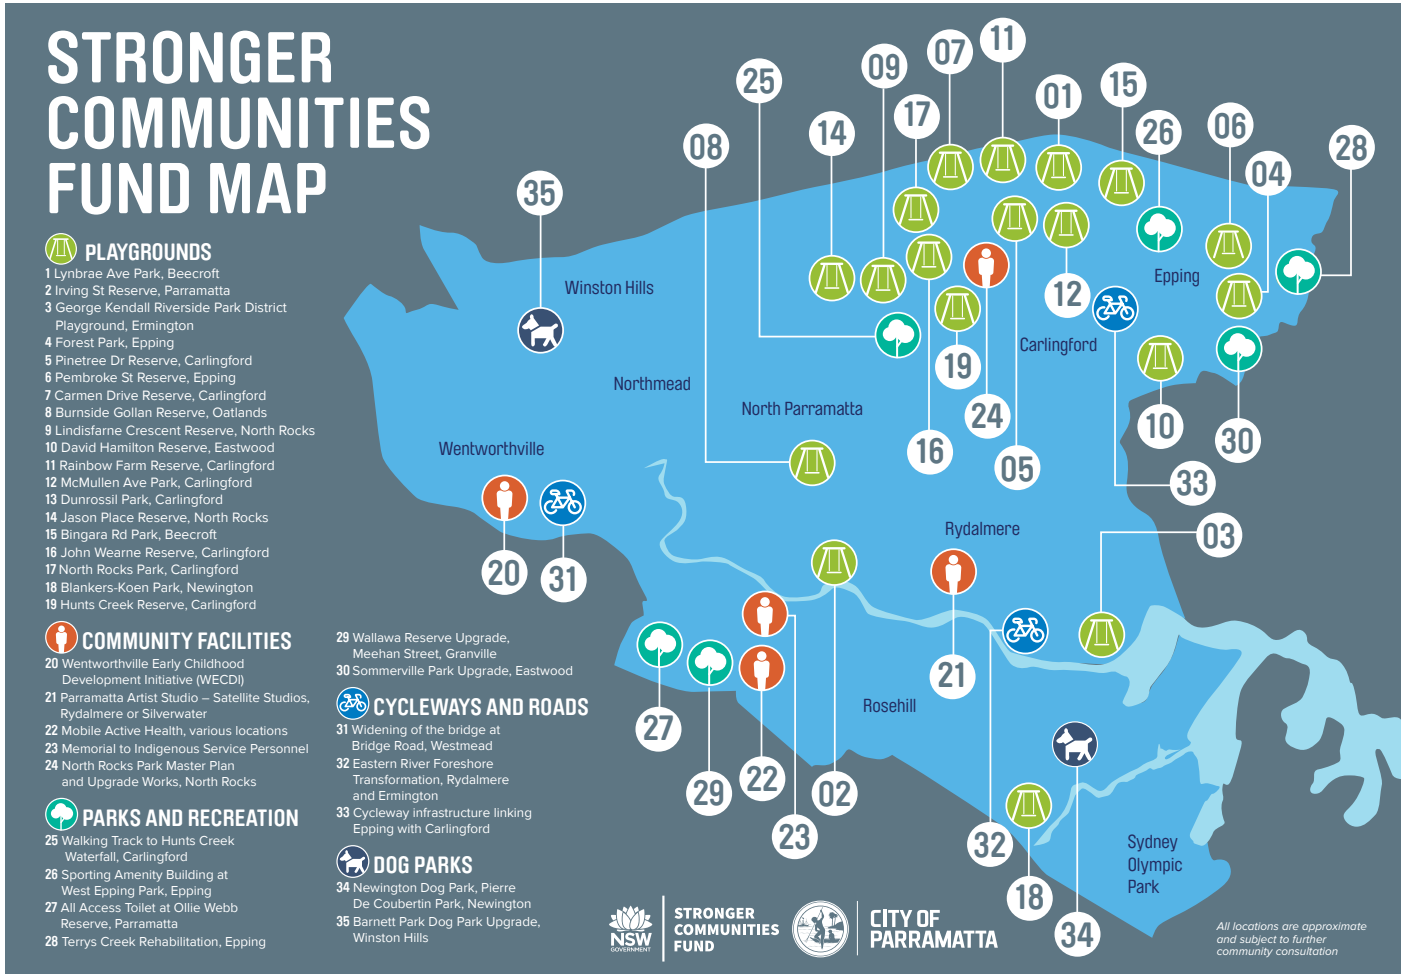 STRONGER
COMMUNITIES
FUND MAP
PLAYGROUNDS
1 Lynbrae Ave Park, Beecroft
2 Irving St Reserve, Parramatta
3 George Kendall Riverside Park District
Playground, Ermington
4 Forest Park, Epping
5 Pinetree Dr Reserve, Carlingford
6 Pembroke St Reserve, Epping
7 Carmen Drive Reserve, Carlingford
8 Burnside Gollan Reserve, Oatlands
9 Lindisfarne Crescent Reserve, North Rocks
10 David Hamilton Reserve, Eastwood
11 Rainbow Farm Reserve, Carlingford
12 McMullen Ave Park, Carlingford
13 Dunrossil Park, Carlingford
14 Jason Place Reserve, North Rocks
15 Bingara Rd Park, Beecroft
16 John Wearne Reserve, Carlingford
17 North Rocks Park, Carlingford
18 Blankers-Koen Park, Newington
19 Hunts Creek Reserve, Carlingford
COMMUNITY FACILITIES
20 Wentworthville Early Childhood
Development Initiative (WECDI)
21 Parramatta Artist Studio – Satellite Studios,
Rydalmere or Silverwater
22 Mobile Active Health, various locations
23 Memorial to Indigenous Service Personnel
24 North Rocks Park Master Plan
and Upgrade Works, North Rocks
PARKS AND RECREATION
25 Walking Track to Hunts Creek
Waterfall, Carlingford
26 Sporting Amenity Building at
West Epping Park, Epping
27 All Access Toilet at Ollie Webb
Reserve, Parramatta
28 Terrys Creek Rehabilitation, Epping
29 Wallawa Reserve Upgrade,
Meehan Street, Granville
30 Sommerville Park Upgrade, Eastwood
CYCLEWAYS AND ROADS
31 Widening of the bridge at
Bridge Road, Westmead
32 Eastern River Foreshore
Transformation, Rydalmere
and Ermington
33 Cycleway infrastructure linking
Epping with Carlingford
DOG PARKS
34 Newington Dog Park, Pierre
De Coubertin Park, Newington
35 Barnett Park Dog Park Upgrade,
Winston Hills
11
07
09
25
15
01
17
06
26
14
08
28
04
35
Epping
Winston Hills
12
Carlingford
19
Northmead
North Parramatta
24
10
30
Wentworthville
16
05
33
Rydalmere
03
20
31
21
Rosehill
27
22
29
02
23
32
Sydney
Olympic
Park
18
34
NSW
GOVERNMENT
STRONGER
COMMUNITIES
FUND
CITY OF
PARRAMATTA
All locations are approximate
and subject to further
community consultation